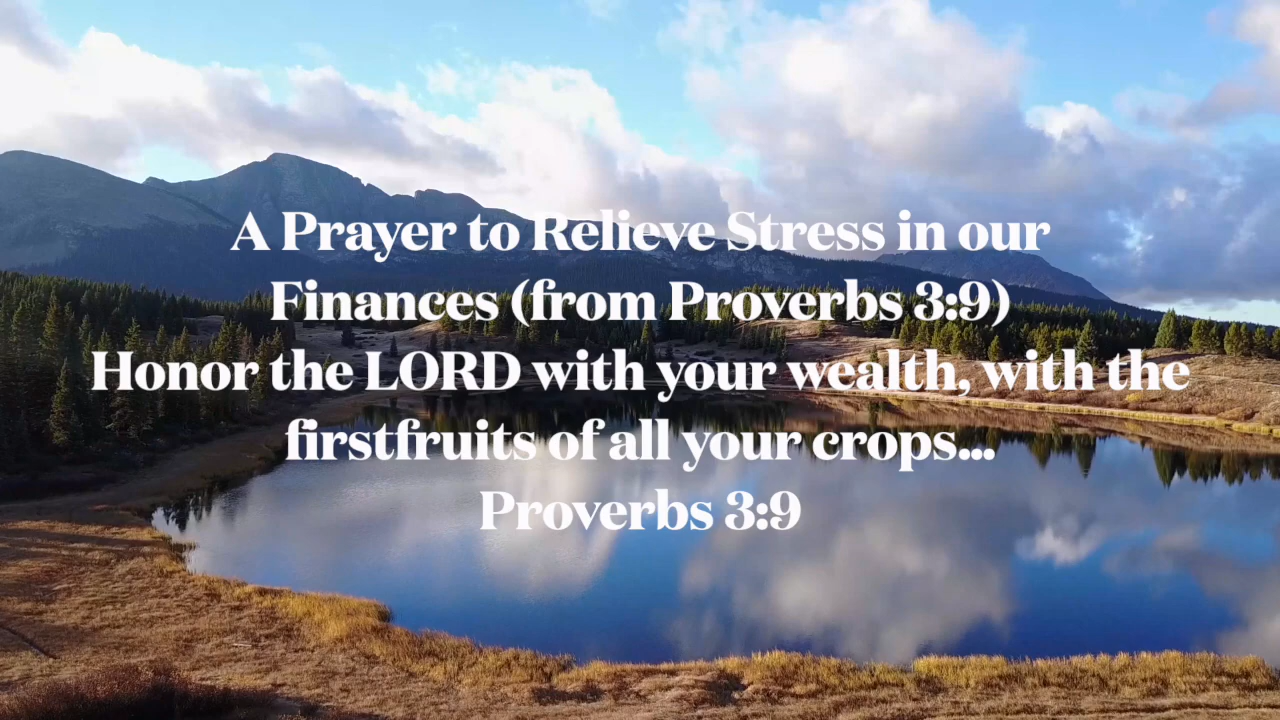 A Prayer to Relieve Stress in our
Finances (from Proverbs 3:9)
Honor the LORD with your wealth, with the
firstfruits of all your crops...
Proverbs 3:9